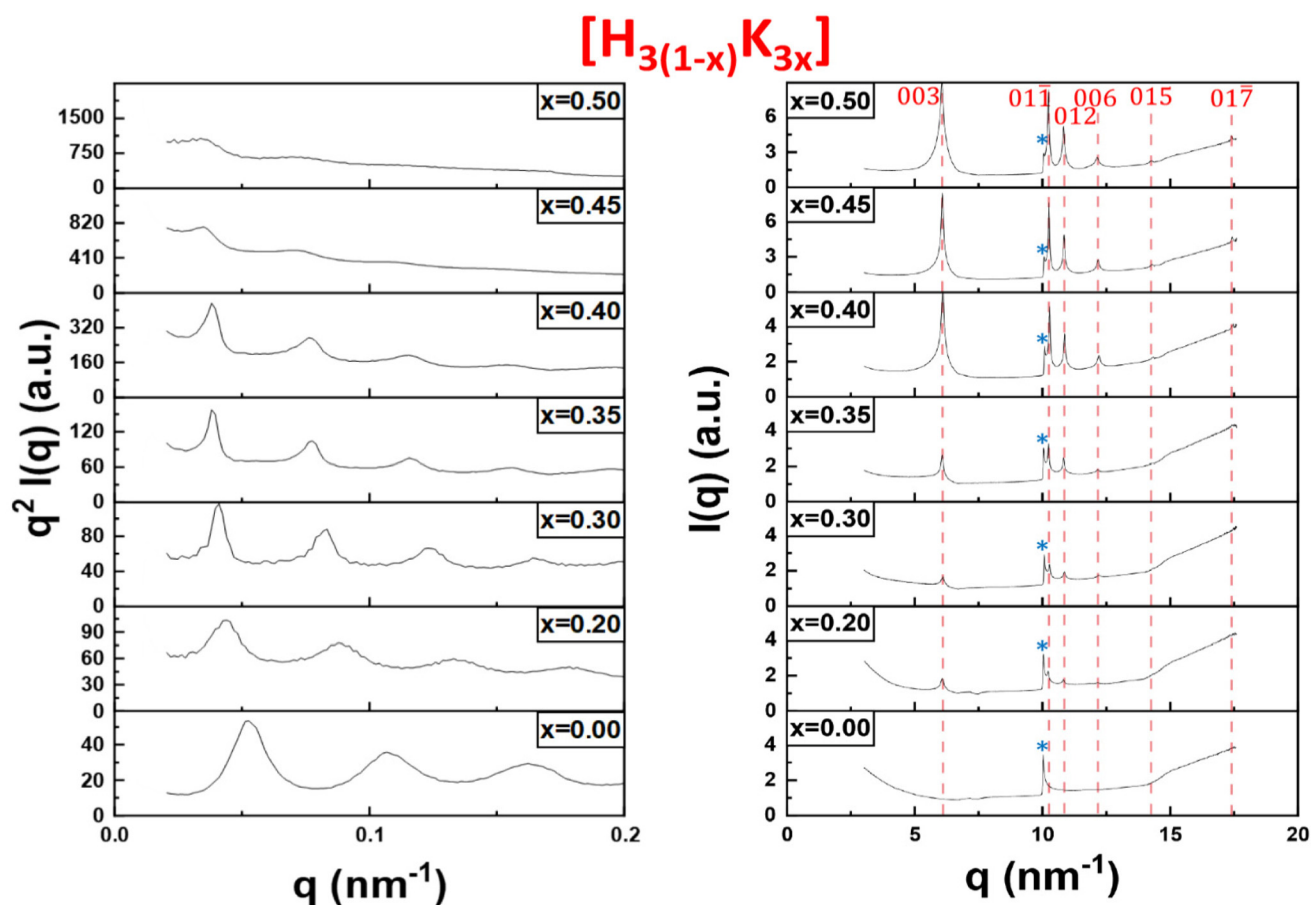 [H3(1-x)K3x]
q2 I(q) (a.u.)
x=0.50
1500
750
0
x=0.45
820
410
0
x=0.40
320
160
0
x=0.35
120
60
0
x=0.30
80
40
0
x=0.20
90
60
30
0
x=0.00
40
20
0
0.0 0.1 0.2
q (nm-1)
I(q) (a.u.)
003 011̄ 012 006 015 017̄
x=0.50
*
6
3
0
x=0.45
*
6
3
0
x=0.40
*
4
2
0
x=0.35
*
4
2
0
x=0.30
*
4
2
0
x=0.20
*
4
2
0
x=0.00
*
4
2
0
0 5 10 15 20
q (nm-1)